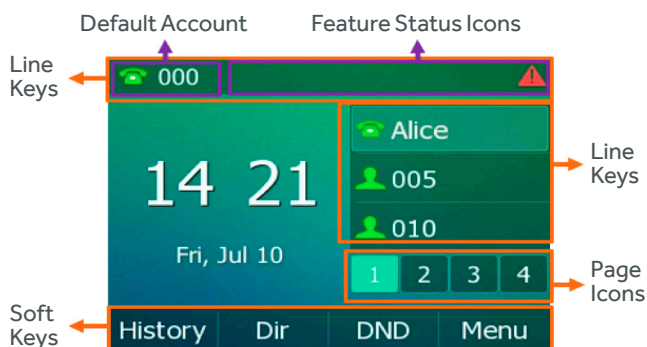 Default Account
Feature Status Icons
Line
Keys
000
Alice
Line
Keys
005
010
14 21
Fri, Jul 10
1 2 3 4
Page
Icons
Soft
Keys
History Dir DND Menu